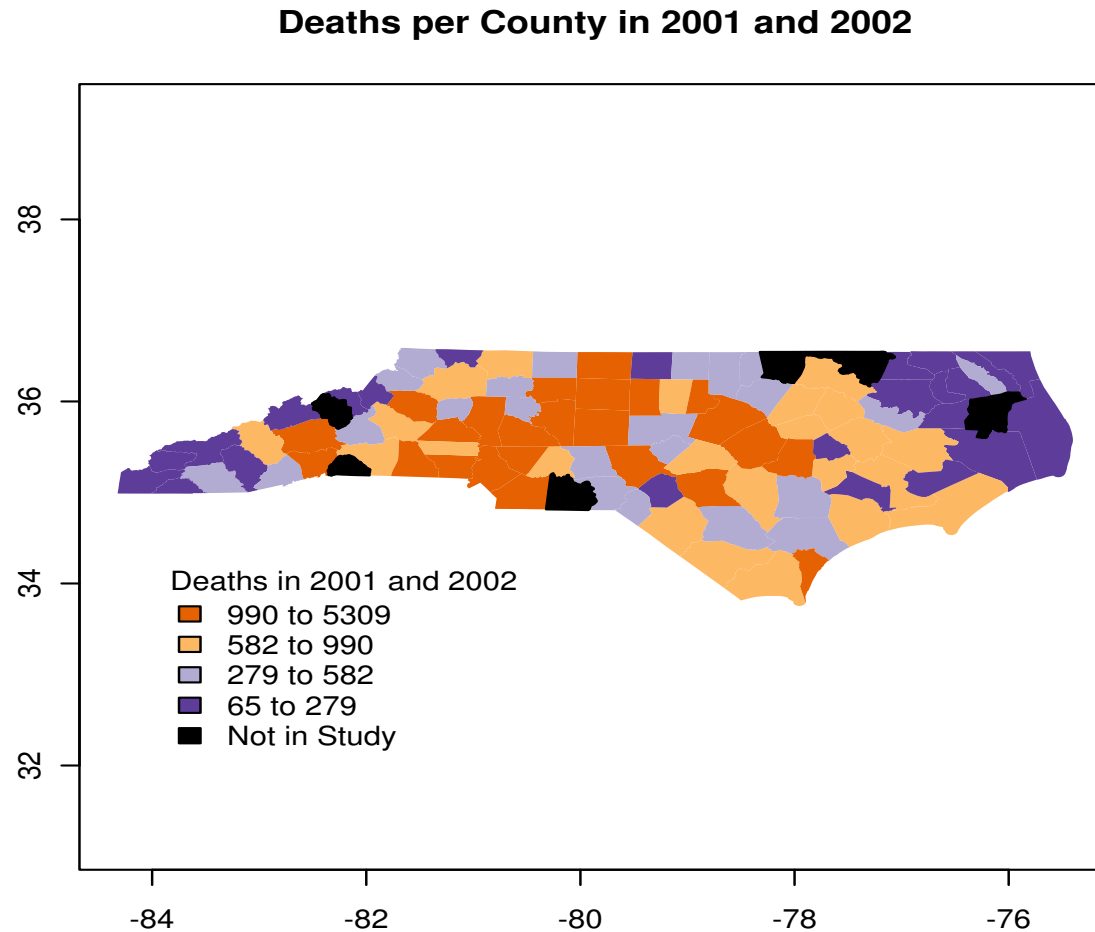 Deaths per County in 2001 and 2002
38
36
34
32
Deaths in 2001 and 2002
990 to 5309
582 to 990
279 to 582
65 to 279
Not in Study
-84 -82 -80 -78 -76